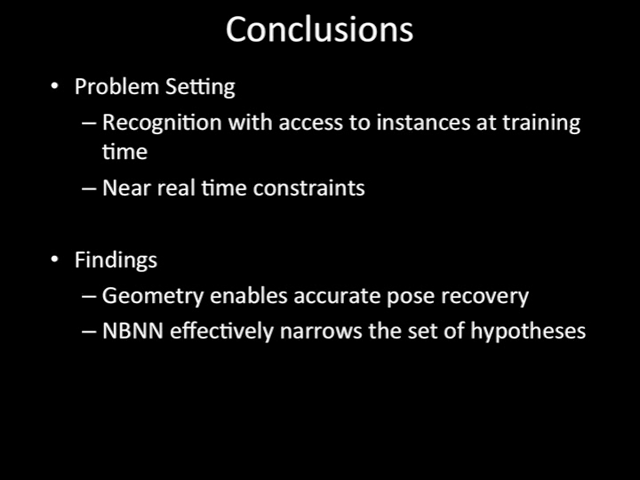 Conclusions
• Problem Setting
– Recognition with access to instances at training
time
– Near real time constraints
• Findings
– Geometry enables accurate pose recovery
– NBNN effectively narrows the set of hypotheses